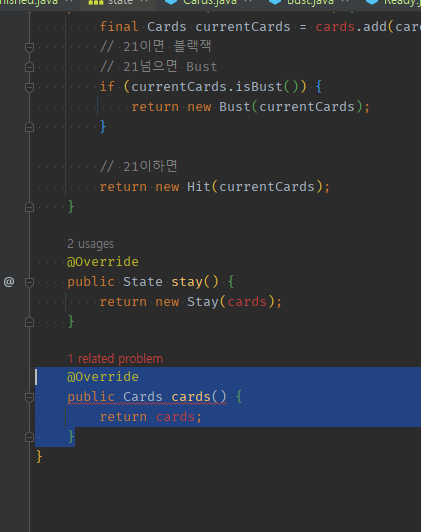 state Cards.java Bust.java Ready.java
final Cards currentCards = cards.add(
// 21이면 블랙잭
// 21넘으면 Bust
if (currentCards.isBust()) {
return new Bust(currentCards);
}
// 21이하면
return new Hit(currentCards);
}
2 usages
@Override
@ public State stay() {
return new Stay(cards);
}
1 related problem
@Override
public Cards cards() {
return cards;
}
}